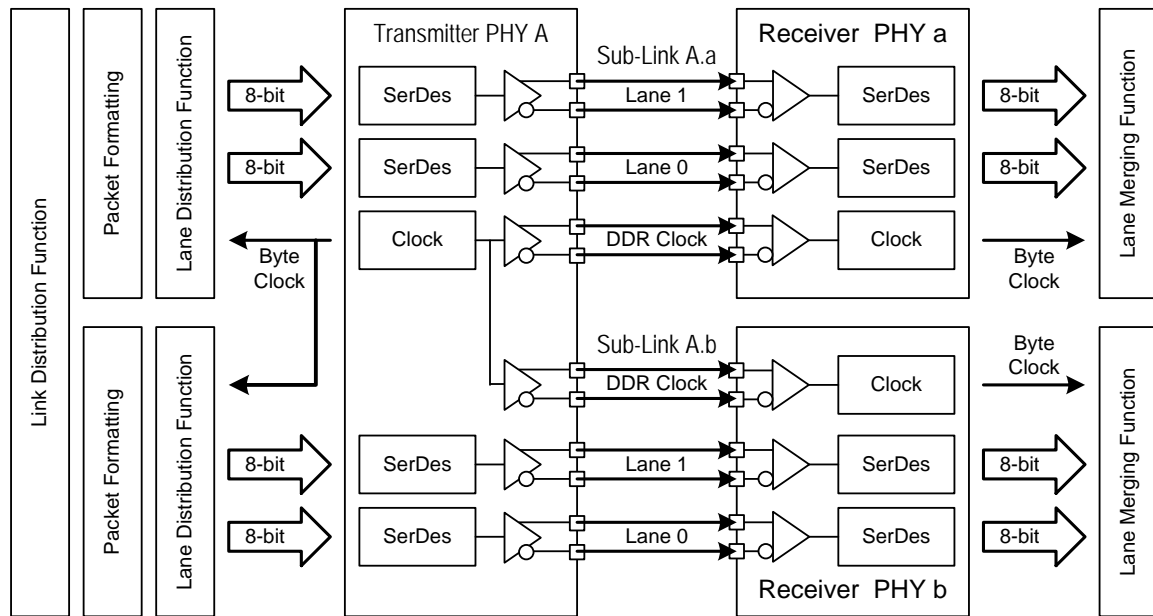 Link Distribution Function
Packet Formatting
Lane Distribution Function
8-bit
8-bit
Byte
Clock
Transmitter PHY A
SerDes
SerDes
Clock
Sub-Link A.a
Lane 1
Lane 0
DDR Clock
Receiver PHY a
SerDes
SerDes
Clock
8-bit
8-bit
Byte
Clock
Lane Merging Function
Packet Formatting
Lane Distribution Function
8-bit
8-bit
SerDes
SerDes
Sub-Link A.b
DDR Clock
Lane 1
Lane 0
Clock
SerDes
SerDes
Receiver PHY b
Byte
Clock
8-bit
8-bit
Lane Merging Function